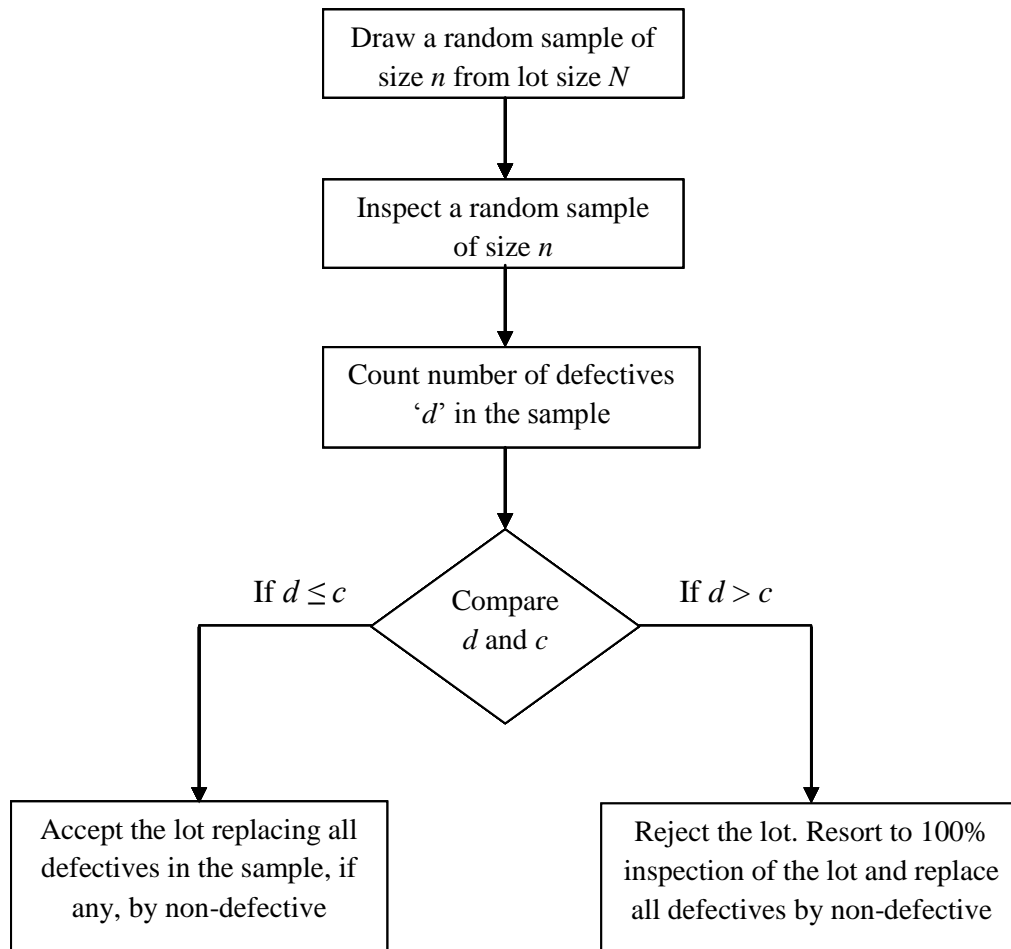 Draw a random sample of
size n from lot size N
Inspect a random sample
of size n
Count number of defectives
‘d’ in the sample
If d ≤ c
If d > c
Compare
d and c
Accept the lot replacing all
defectives in the sample, if
any, by non-defective
Reject the lot. Resort to 100%
inspection of the lot and replace
all defectives by non-defective